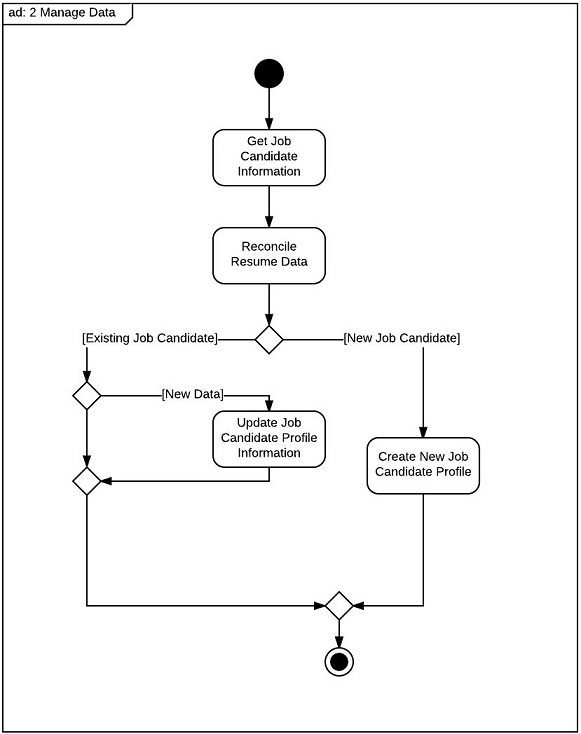 ad: 2 Manage Data
Get Job
Candidate
Information
Reconcile
Resume Data
[Existing Job Candidate]
[New Job Candidate]
[New Data]
Update Job
Candidate Profile
Information
Create New Job
Candidate Profile